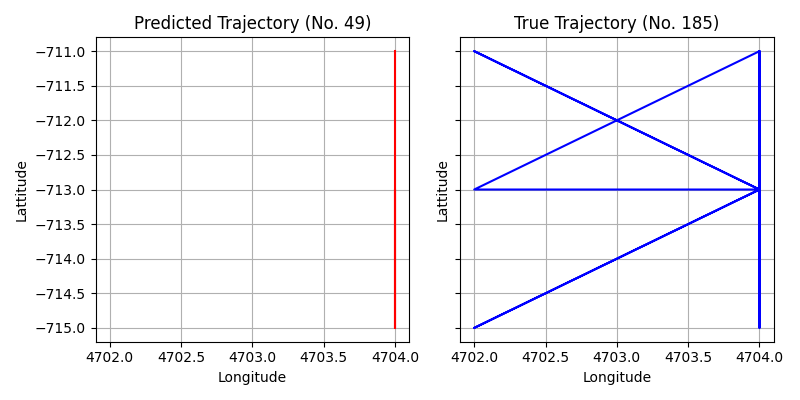 Predicted Trajectory (No. 49)
True Trajectory (No. 185)
Lattitude
−711.0
−711.5
−712.0
−712.5
−713.0
−713.5
−714.0
−714.5
−715.0
4702.0 4702.5 4703.0 4703.5 4704.0
Longitude
Lattitude
4702.0 4702.5 4703.0 4703.5 4704.0
Longitude